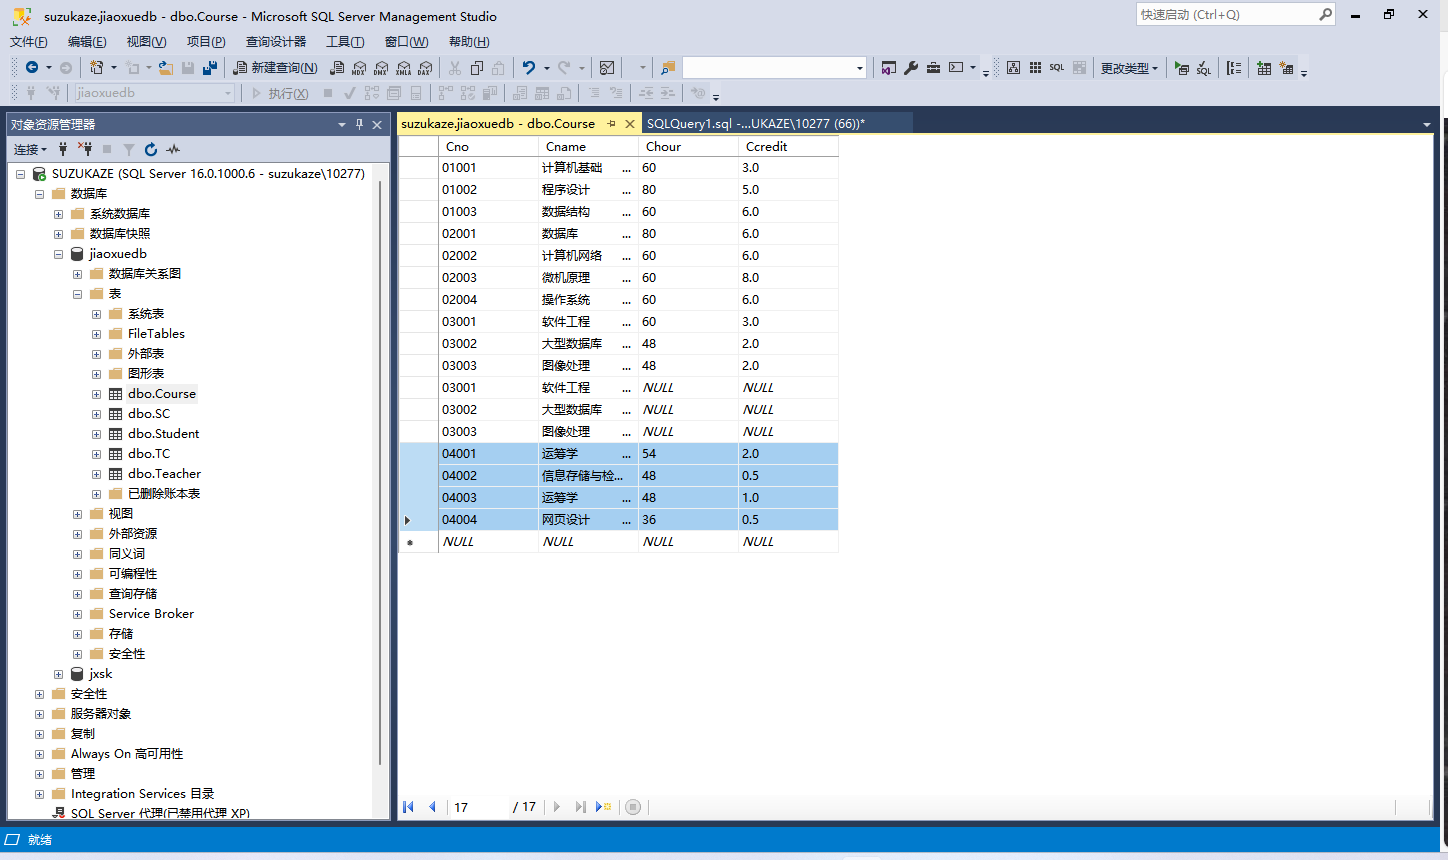 suzukaze.jiaoxuedb - dbo.Course - Microsoft SQL Server Management Studio
快速启动 (Ctrl+Q)
文件(F) 编辑(E) 视图(V) 项目(P) 查询设计器 工具(T) 窗口(W) 帮助(H)
新建查询(N) MDX DMX XMLA DAX SQL 更改类型 SQL
jiaoxuedb 执行(X)
对象资源管理器
连接
SUZUKAZE (SQL Server 16.0.1000.6 - suzukaze\10277)
数据库
系统数据库
数据库快照
jiaoxuedb
数据库关系图
表
系统表
FileTables
外部表
图形表
dbo.Course
dbo.SC
dbo.Student
dbo.TC
dbo.Teacher
已删除账本表
视图
外部资源
同义词
可编程性
查询存储
Service Broker
存储
安全性
jxsk
安全性
服务器对象
复制
Always On 高可用性
管理
Integration Services 目录
SQL Server 代理(已禁用代理 XP)
suzukaze.jiaoxuedb - dbo.Course SQLQuery1.sql -...UKAZE\10277 (66))*
Cno Cname Chour Ccredit
01001 计算机基础 ... 60 3.0
01002 程序设计 ... 80 5.0
01003 数据结构 ... 60 6.0
02001 数据库 ... 80 6.0
02002 计算机网络 ... 60 6.0
02003 微机原理 ... 60 8.0
02004 操作系统 ... 60 6.0
03001 软件工程 ... 60 3.0
03002 大型数据库 ... 48 2.0
03003 图像处理 ... 48 2.0
03001 软件工程 ... NULL NULL
03002 大型数据库 ... NULL NULL
03003 图像处理 ... NULL NULL
04001 运筹学 ... 54 2.0
04002 信息存储与检... 48 0.5
04003 运筹学 ... 48 1.0
04004 网页设计 ... 36 0.5
NULL NULL NULL NULL
17 / 17
就绪